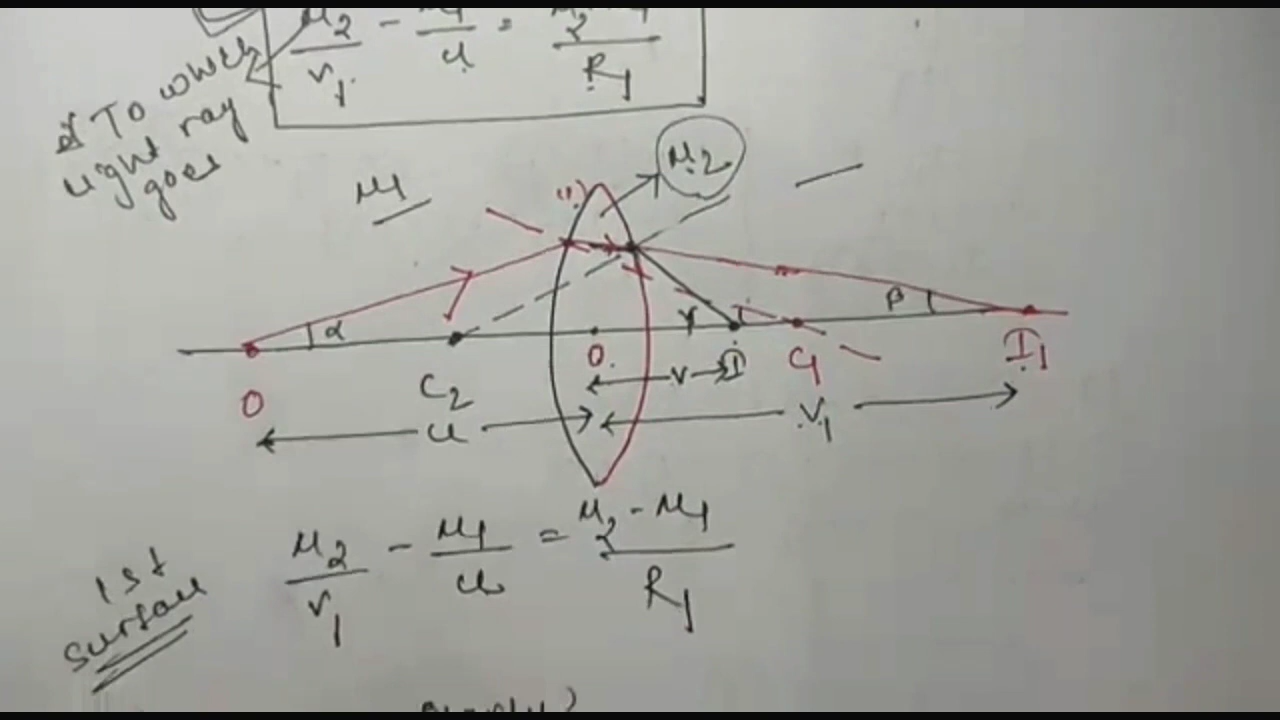 μ2/v1 - μ1/u = μ2-μ1/R1
To which
light ray
goes
μ1
(1)
μ2
α
β
γ
O
C2
O
I
C1
I1
u
v
v1
1st
surface
μ2/v1 - μ1/u = μ2 - μ1/R1